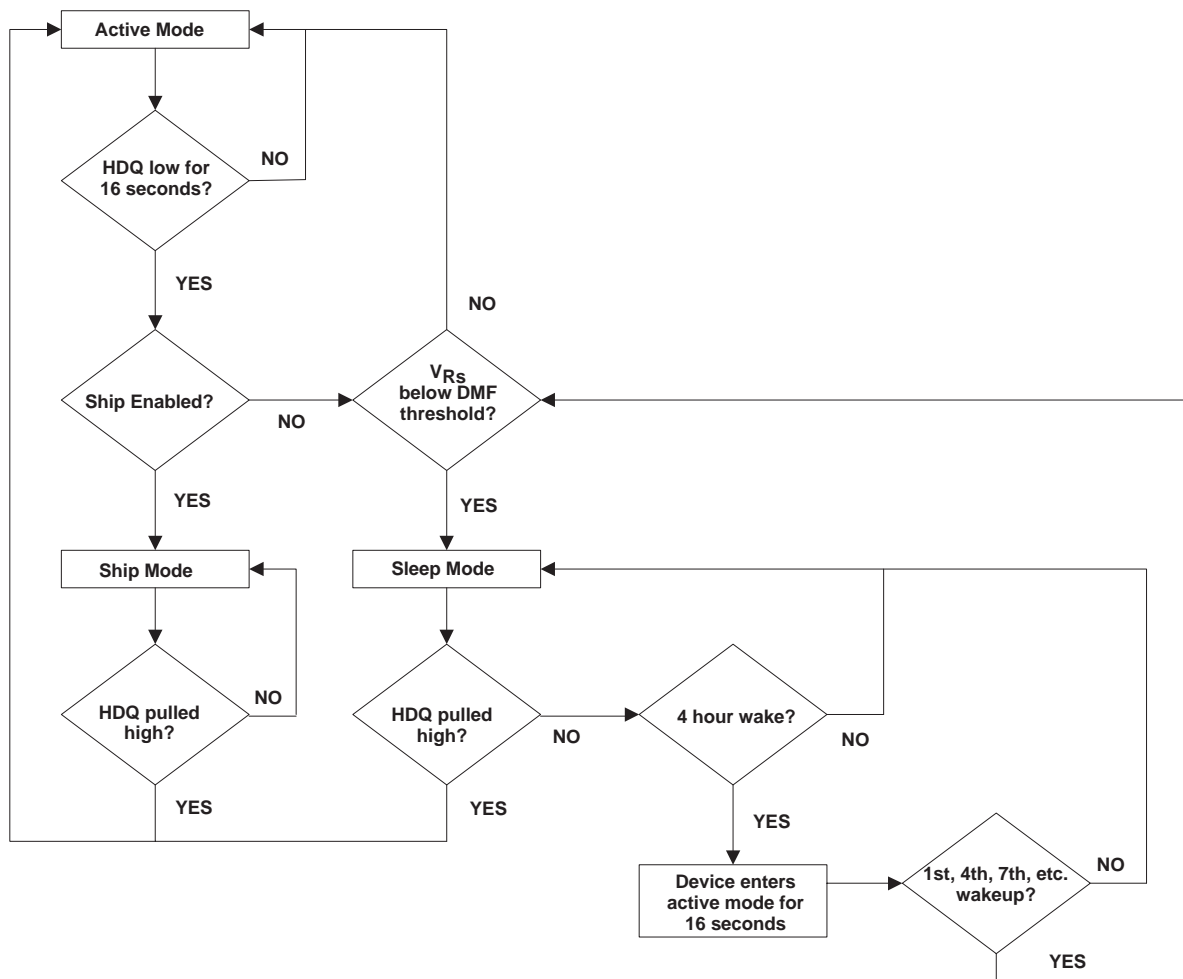 Active Mode
HDQ low for
16 seconds?
NO
YES
NO
Ship Enabled?
NO
VRs
below DMF
threshold?
YES
YES
Ship Mode
Sleep Mode
HDQ pulled
high?
NO
HDQ pulled
high?
NO
4 hour wake?
NO
YES
YES
YES
Device enters
active mode for
16 seconds
1st, 4th, 7th, etc.
wakeup?
NO
YES